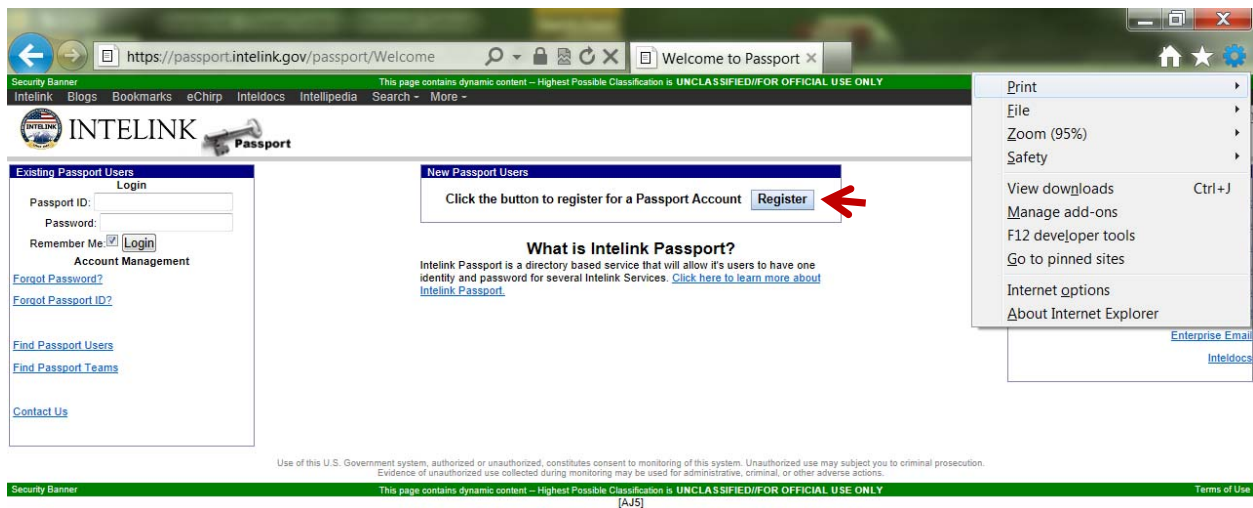 https://passport.intelink.gov/passport/Welcome
Welcome to Passport
Security Banner
This page contains dynamic content – Highest Possible Classification is UNCLASSIFIED//FOR OFFICIAL USE ONLY
Intelink Blogs Bookmarks eChirp Inteldocs Intellipedia Search More
INTELINK
INTELINK Passport
Existing Passport Users
Login
Passport ID:
Password:
Remember Me: Login
Account Management
Forgot Password?
Forgot Passport ID?
Find Passport Users
Find Passport Teams
Contact Us
New Passport Users
Click the button to register for a Passport Account Register
What is Intelink Passport?
Intelink Passport is a directory based service that will allow it's users to have one
identity and password for several Intelink Services. Click here to learn more about
Intelink Passport.
Print
File
Zoom (95%)
Safety
View downloads Ctrl+J
Manage add-ons
F12 developer tools
Go to pinned sites
Internet options
About Internet Explorer
Enterprise Email
Inteldocs
Use of this U.S. Government system, authorized or unauthorized, constitutes consent to monitoring of this system. Unauthorized use may subject you to criminal prosecution.
Evidence of unauthorized use collected during monitoring may be used for administrative, criminal, or other adverse actions.
Security Banner
This page contains dynamic content – Highest Possible Classification is UNCLASSIFIED//FOR OFFICIAL USE ONLY
Terms of Use
[AJ5]